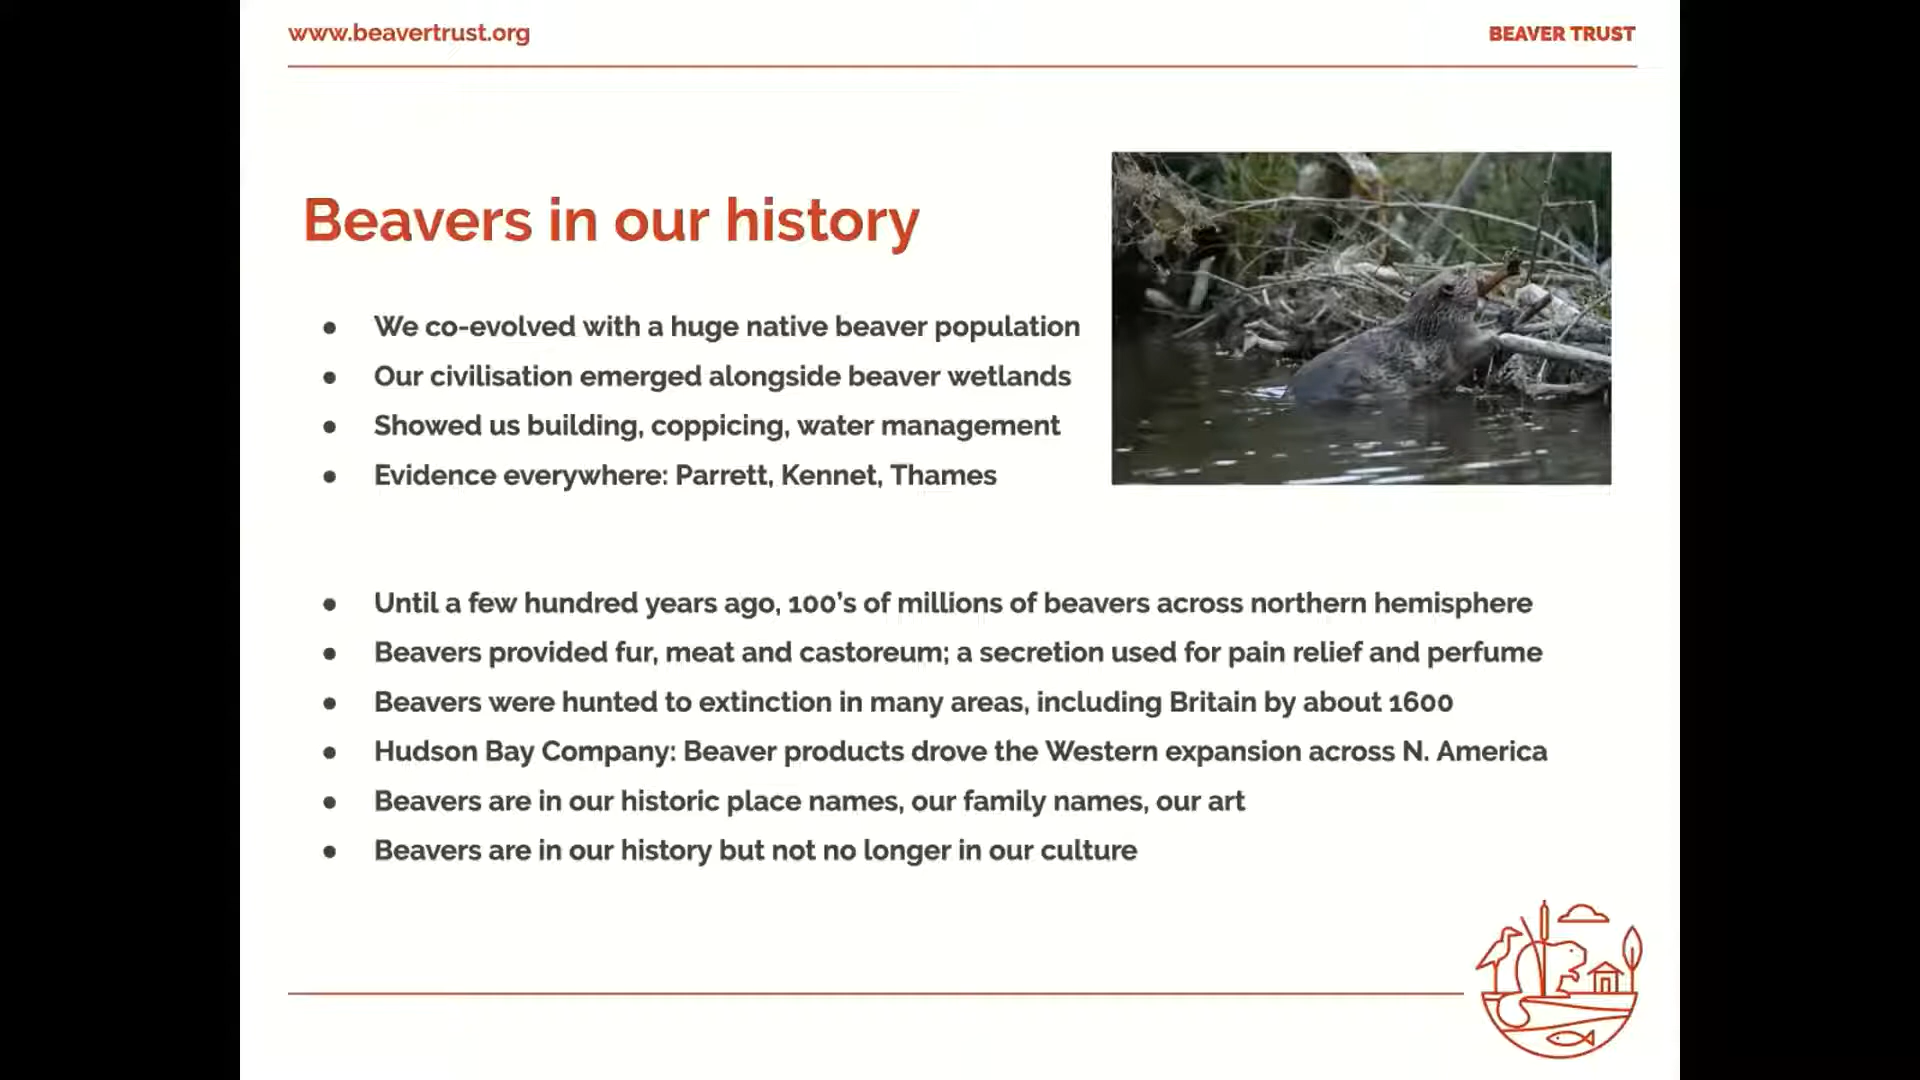 www.beavertrust.org
BEAVER TRUST
Beavers in our history
● We co-evolved with a huge native beaver population
● Our civilisation emerged alongside beaver wetlands
● Showed us building, coppicing, water management
● Evidence everywhere: Parrett, Kennet, Thames
● Until a few hundred years ago, 100's of millions of beavers across northern hemisphere
● Beavers provided fur, meat and castoreum; a secretion used for pain relief and perfume
● Beavers were hunted to extinction in many areas, including Britain by about 1600
● Hudson Bay Company: Beaver products drove the Western expansion across N. America
● Beavers are in our historic place names, our family names, our art
● Beavers are in our history but not no longer in our culture